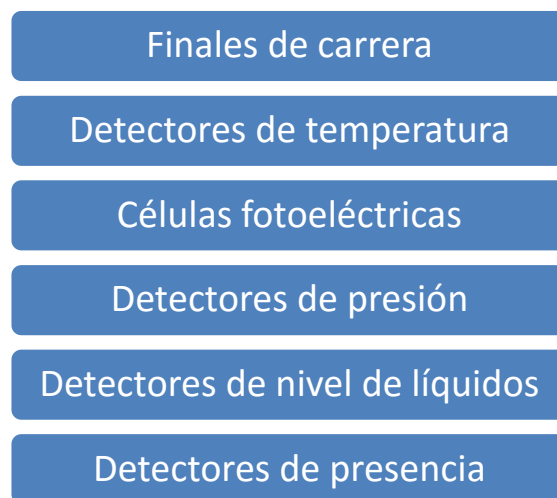 Finales de carrera
Detectores de temperatura
Células fotoeléctricas
Detectores de presión
Detectores de nivel de líquidos
Detectores de presencia